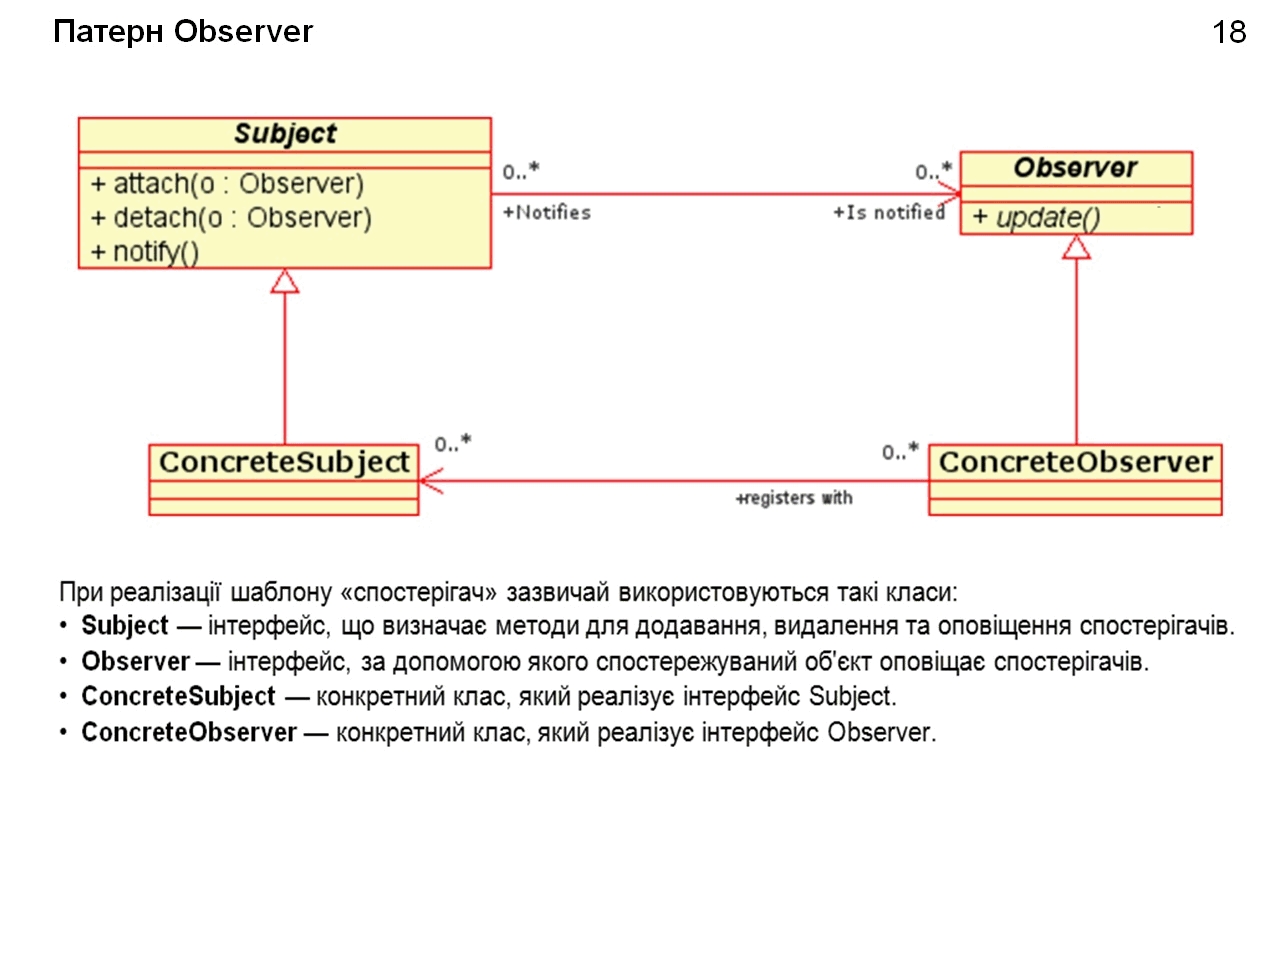 Патерн Observer
18
Subject
+ attach(o : Observer)
+ detach(o : Observer)
+ notify()
0..*
+Notifies
0..*
+Is notified
Observer
+ update()
ConcreteSubject
0..*
0..*
+registers with
ConcreteObserver
При реалізації шаблону «спостерігач» зазвичай використовуються такі класи:
• Subject — інтерфейс, що визначає методи для додавання, видалення та оповіщення спостерігачів.
• Observer — інтерфейс, за допомогою якого спостережуваний об'єкт оповіщає спостерігачів.
• ConcreteSubject — конкретний клас, який реалізує інтерфейс Subject.
• ConcreteObserver — конкретний клас, який реалізує інтерфейс Observer.